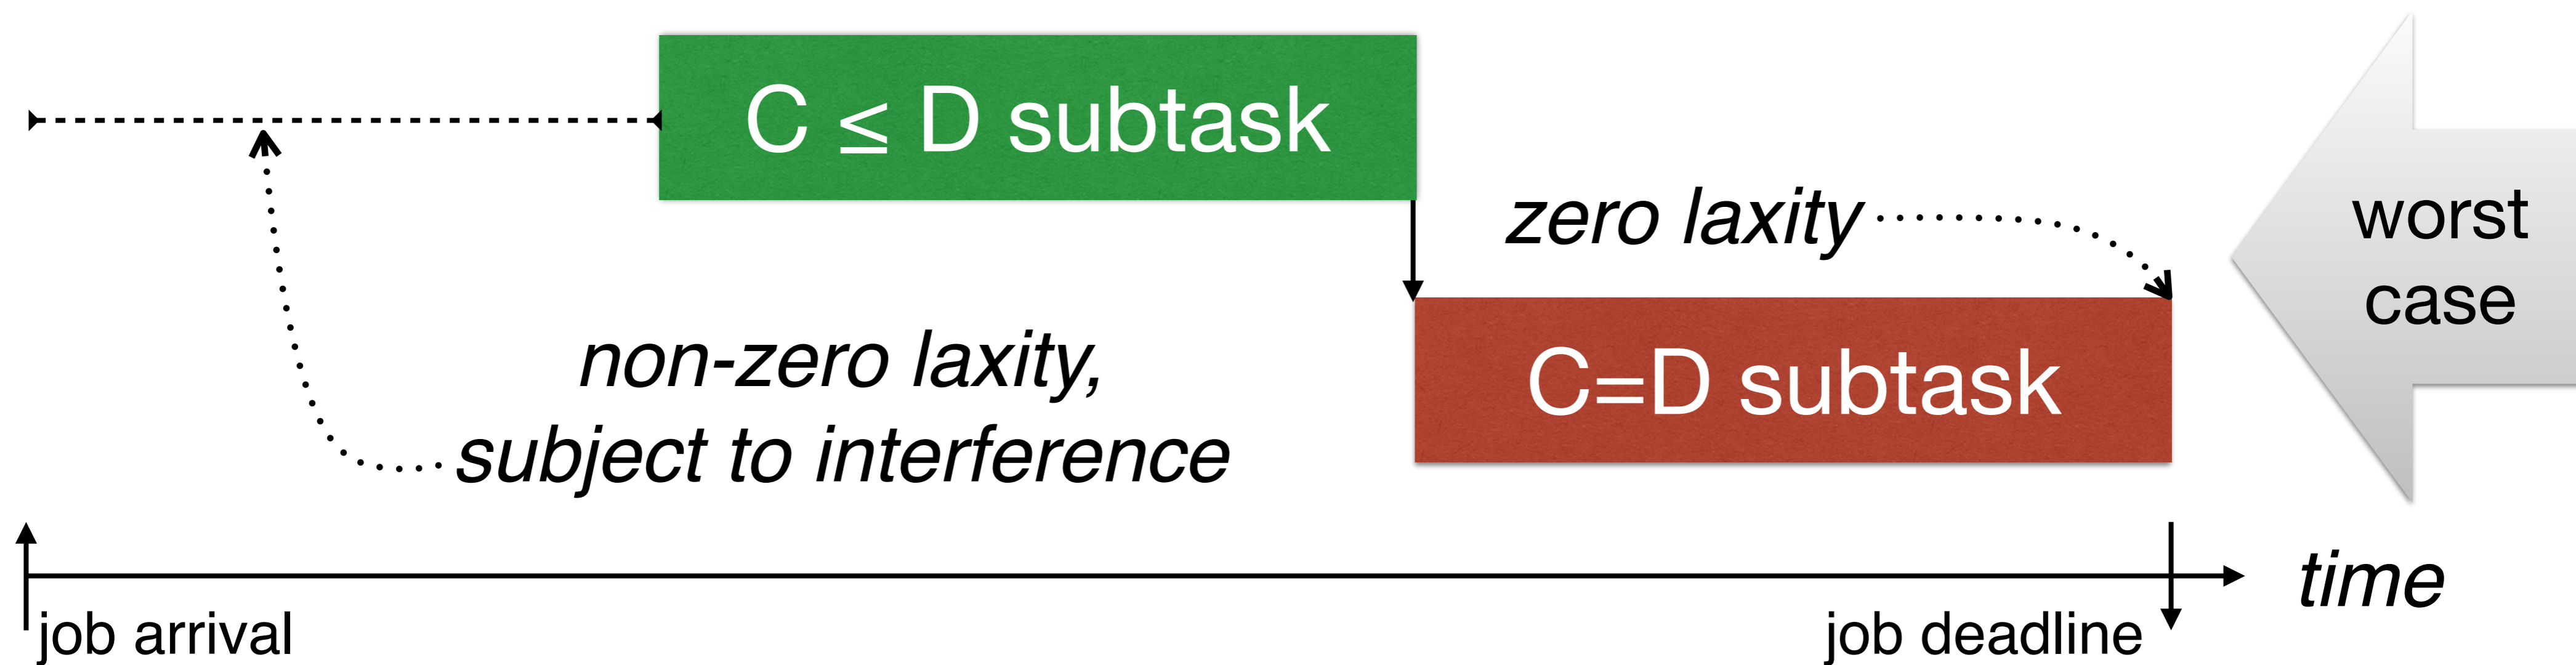 C ≤ D subtask
zero laxity
worst
case
non-zero laxity,
subject to interference
C=D subtask
time
job arrival
job deadline